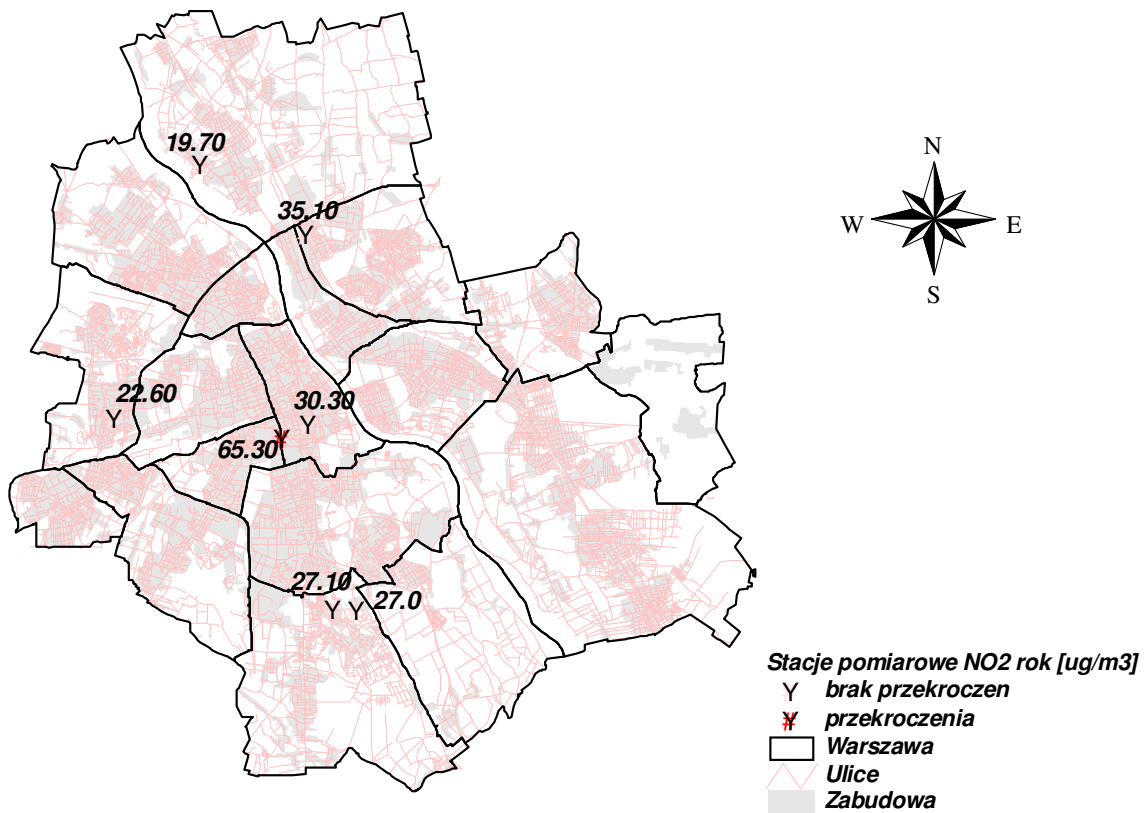 19.70
N
35.10
W
E
S
22.60
30.30
65.30
27.10
27.0
Stacje pomiarowe NO2 rok [ug/m3]
brak przekroczen
przekroczenia
Warszawa
Ulice
Zabudowa